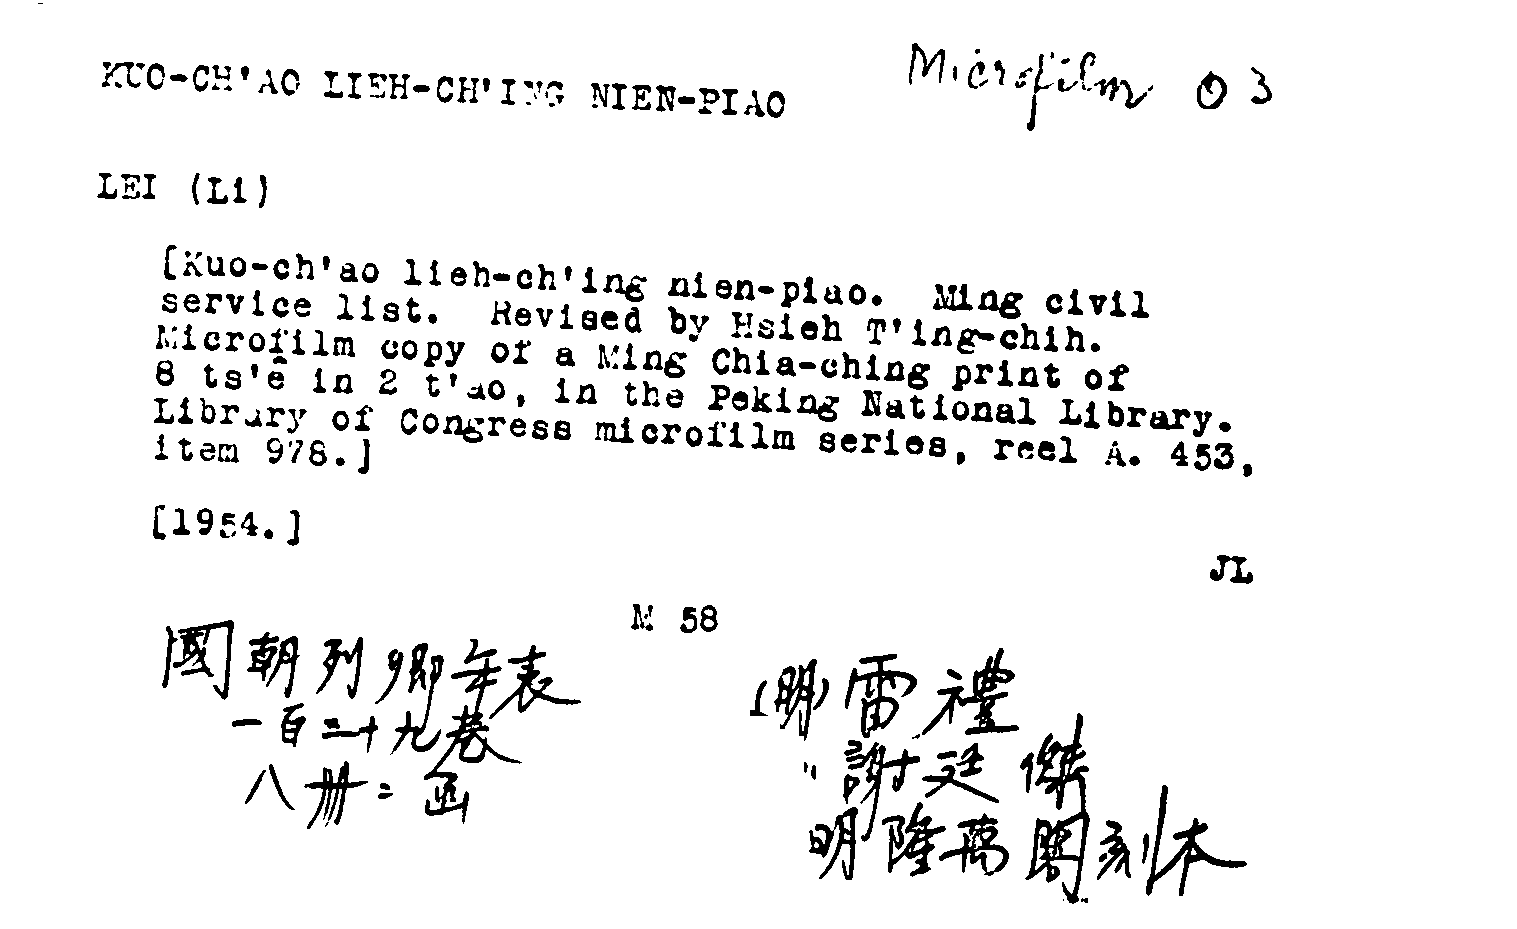 KUO-CH'AO LIEH-CH'ING NIEN-PIAO
Microfilm 03
LEI (Li)
[Kuo-ch'ao lieh-ch'ing nien-piao. Ming civil
service list. Revised by Hsieh T'ing-chih.
Microfilm copy of a Ming Chia-ching print of
8 ts'ê in 2 t'ao, in the Peking National Library.
Library of Congress microfilm series, reel A. 453,
item 978.]
[1954.]
JL
M 58
國朝列卿年表
一百三十九卷
八册二函
(明)雷禮
" 謝廷傑
明隆萬間刻本